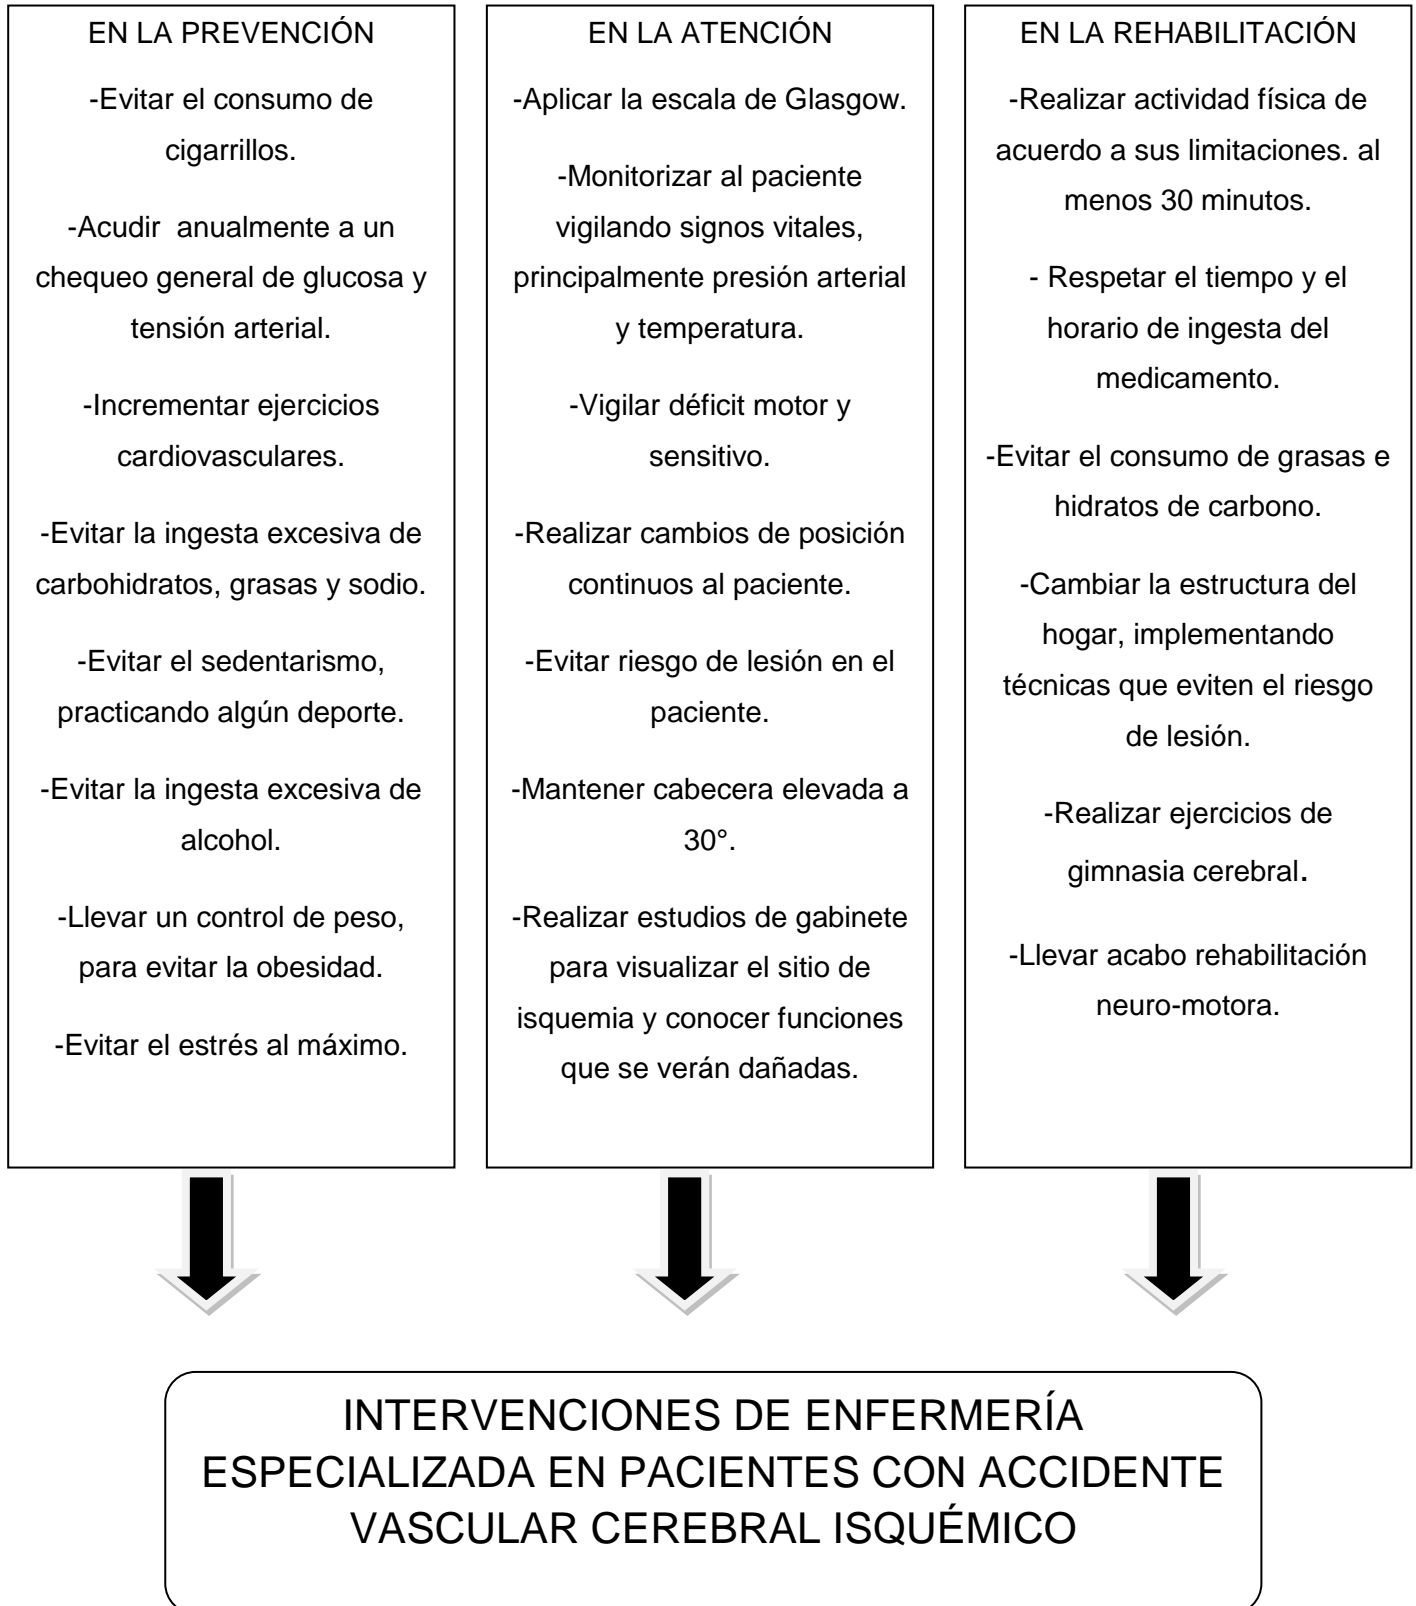 EN LA PREVENCIÓN
-Evitar el consumo de
cigarrillos.
-Acudir  anualmente a un
chequeo general de glucosa y
tensión arterial.
-Incrementar ejercicios
cardiovasculares.
-Evitar la ingesta excesiva de
carbohidratos, grasas y sodio.
-Evitar el sedentarismo,
practicando algún deporte.
-Evitar la ingesta excesiva de
alcohol.
-Llevar un control de peso,
para evitar la obesidad.
-Evitar el estrés al máximo.
EN LA ATENCIÓN
-Aplicar la escala de Glasgow.
-Monitorizar al paciente
vigilando signos vitales,
principalmente presión arterial
y temperatura.
-Vigilar déficit motor y
sensitivo.
-Realizar cambios de posición
continuos al paciente.
-Evitar riesgo de lesión en el
paciente.
-Mantener cabecera elevada a
30°.
-Realizar estudios de gabinete
para visualizar el sitio de
isquemia y conocer funciones
que se verán dañadas.
EN LA REHABILITACIÓN
-Realizar actividad física de
acuerdo a sus limitaciones. al
menos 30 minutos.
- Respetar el tiempo y el
horario de ingesta del
medicamento.
-Evitar el consumo de grasas e
hidratos de carbono.
-Cambiar la estructura del
hogar, implementando
técnicas que eviten el riesgo
de lesión.
-Realizar ejercicios de
gimnasia cerebral.
-Llevar acabo rehabilitación
neuro-motora.
INTERVENCIONES DE ENFERMERÍA
ESPECIALIZADA EN PACIENTES CON ACCIDENTE
VASCULAR CEREBRAL ISQUÉMICO